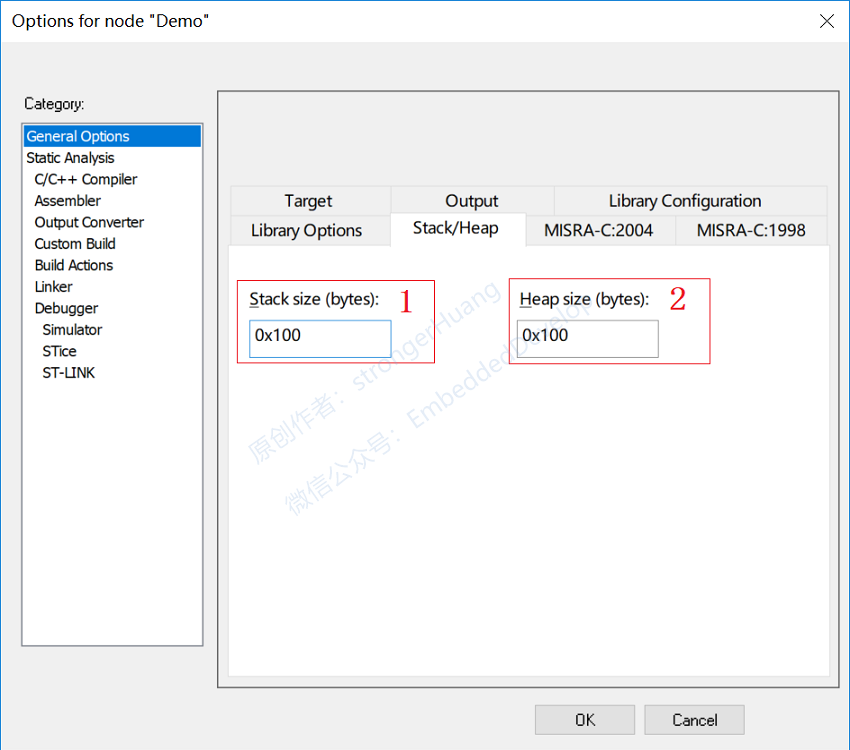 Options for node "Demo"
Category:
General Options
Static Analysis
C/C++ Compiler
Assembler
Output Converter
Custom Build
Build Actions
Linker
Debugger
Simulator
STice
ST-LINK
Target Output Library Configuration
Library Options Stack/Heap MISRA-C:2004 MISRA-C:1998
Stack size (bytes): 1
0x100
Heap size (bytes): 2
0x100
原创作者：strongerHuang
微信公众号：EmbeddedDevelop
OK Cancel